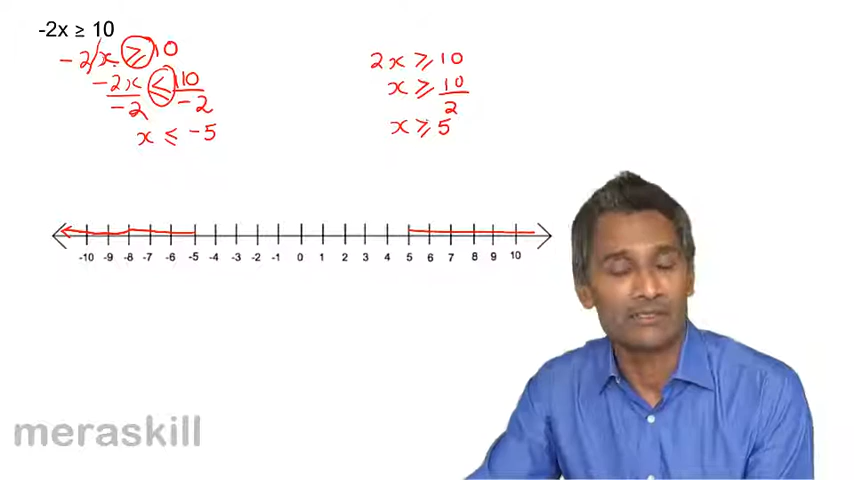 -2x ≥ 10
-2x ≥ 10
-2x/-2 ≤ 10/-2
x ≤ -5
2x ≥ 10
x ≥ 10/2
x ≥ 5
-10 -9 -8 -7 -6 -5 -4 -3 -2 -1 0 1 2 3 4 5 6 7 8 9 10
meraskill